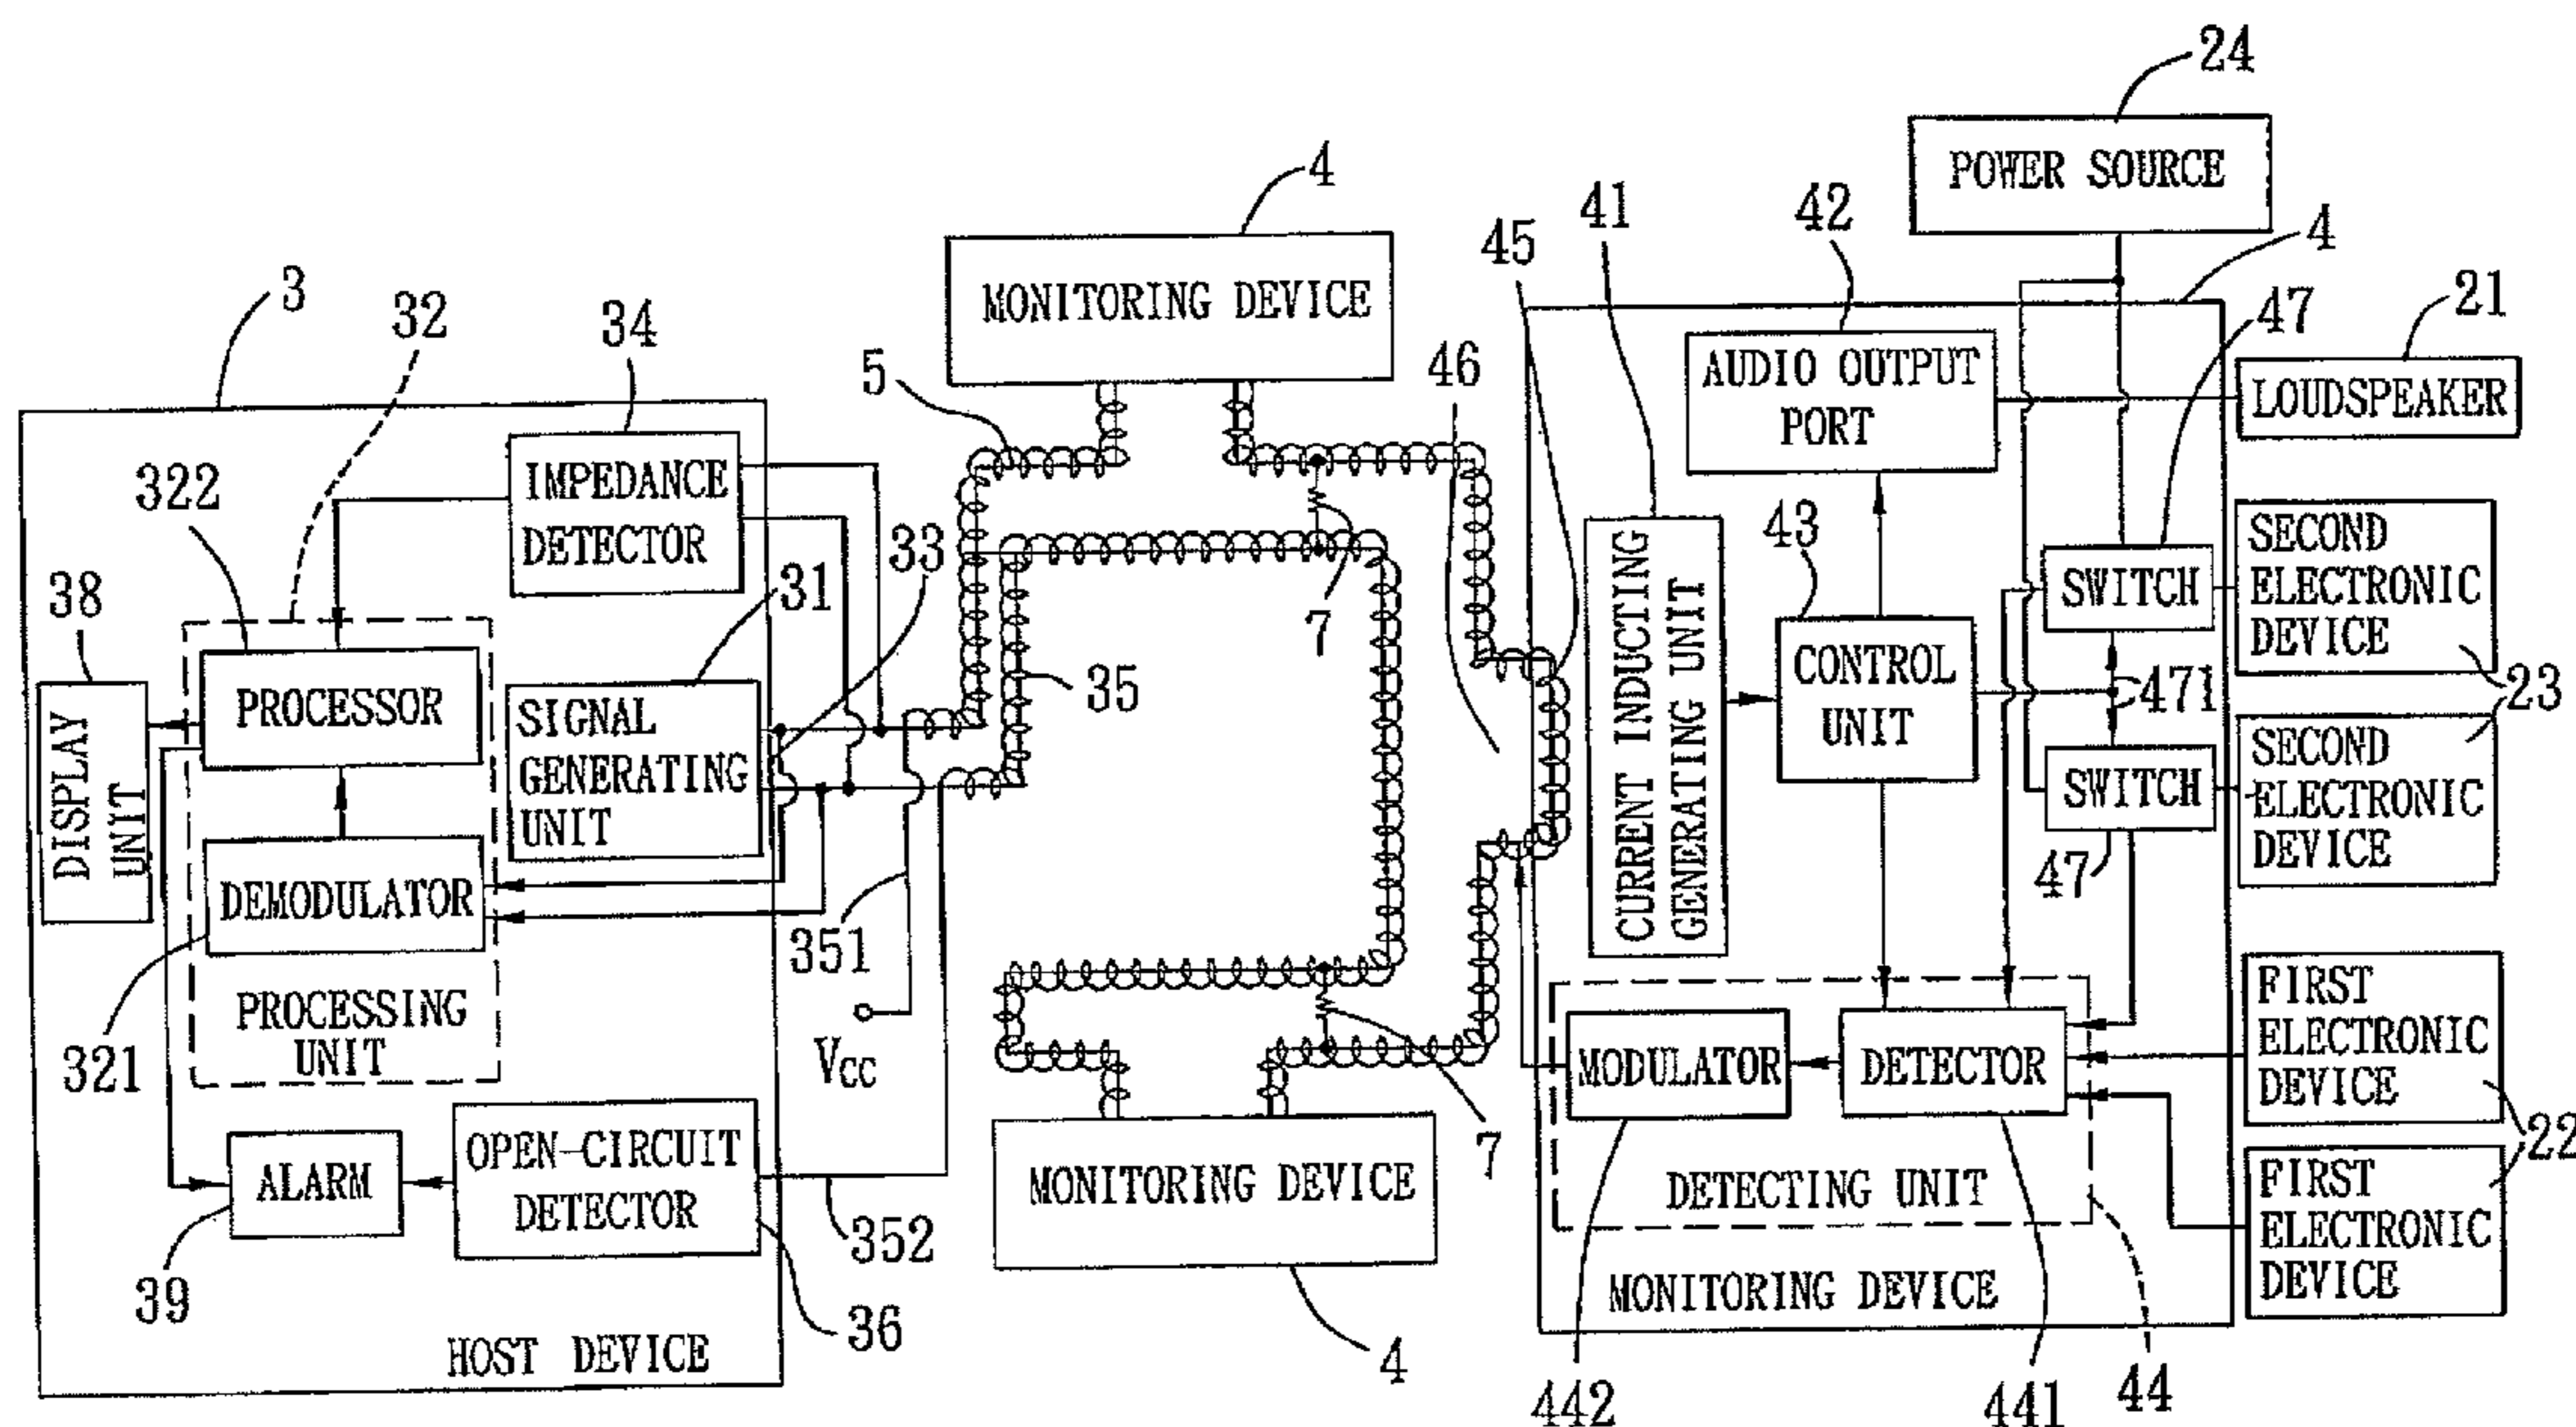 24
POWER SOURCE
4
4
MONITORING DEVICE
3
32
34
5
46
45
41
42
47
21
AUDIO OUTPUT
PORT
LOUDSPEAKER
322
IMPEDANCE
DETECTOR
33
31
7
43
CURRENT INDUCTING
GENERATING UNIT
SWITCH
SECOND
ELECTRONIC
DEVICE
38
DISPLAY
UNIT
PROCESSOR
SIGNAL
GENERATING
UNIT
35
CONTROL
UNIT
471
23
SWITCH
47
SECOND
ELECTRONIC
DEVICE
DEMODULATOR
321
PROCESSING
UNIT
351
VCC
MODULATOR
DETECTOR
FIRST
ELECTRONIC
DEVICE
22
ALARM
39
OPEN-CIRCUIT
DETECTOR
352
36
MONITORING DEVICE
4
7
DETECTING UNIT
FIRST
ELECTRONIC
DEVICE
MONITORING DEVICE
HOST DEVICE
442
441
44